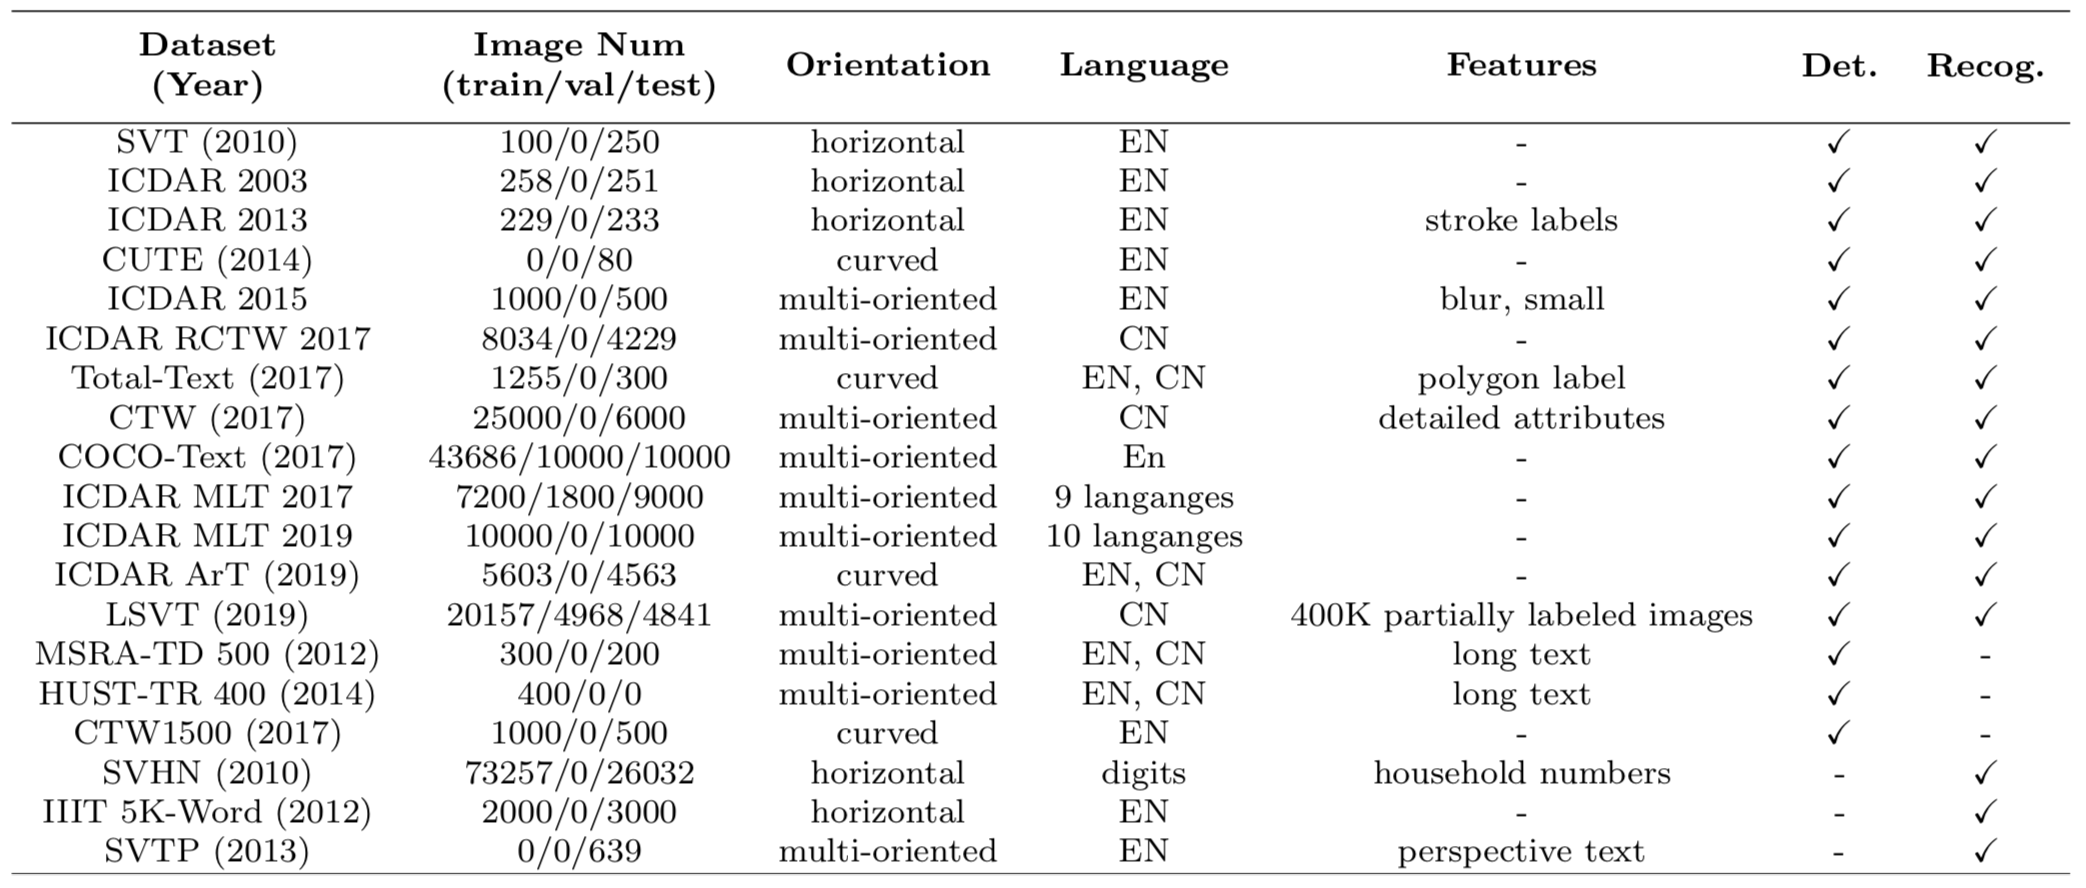 Dataset (Year) Image Num (train/val/test) Orientation Language Features Det. Recog.
SVT (2010) 100/0/250 horizontal EN - ✓ ✓
ICDAR 2003 258/0/251 horizontal EN - ✓ ✓
ICDAR 2013 229/0/233 horizontal EN stroke labels ✓ ✓
CUTE (2014) 0/0/80 curved EN - ✓ ✓
ICDAR 2015 1000/0/500 multi-oriented EN blur, small ✓ ✓
ICDAR RCTW 2017 8034/0/4229 multi-oriented CN - ✓ ✓
Total-Text (2017) 1255/0/300 curved EN, CN polygon label ✓ ✓
CTW (2017) 25000/0/6000 multi-oriented CN detailed attributes ✓ ✓
COCO-Text (2017) 43686/10000/10000 multi-oriented En - ✓ ✓
ICDAR MLT 2017 7200/1800/9000 multi-oriented 9 langanges - ✓ ✓
ICDAR MLT 2019 10000/0/10000 multi-oriented 10 langanges - ✓ ✓
ICDAR ArT (2019) 5603/0/4563 curved EN, CN - ✓ ✓
LSVT (2019) 20157/4968/4841 multi-oriented CN 400K partially labeled images ✓ ✓
MSRA-TD 500 (2012) 300/0/200 multi-oriented EN, CN long text ✓ -
HUST-TR 400 (2014) 400/0/0 multi-oriented EN, CN long text ✓ -
CTW1500 (2017) 1000/0/500 curved EN - ✓ -
SVHN (2010) 73257/0/26032 horizontal digits household numbers - ✓
IIIT 5K-Word (2012) 2000/0/3000 horizontal EN - - ✓
SVTP (2013) 0/0/639 multi-oriented EN perspective text - ✓